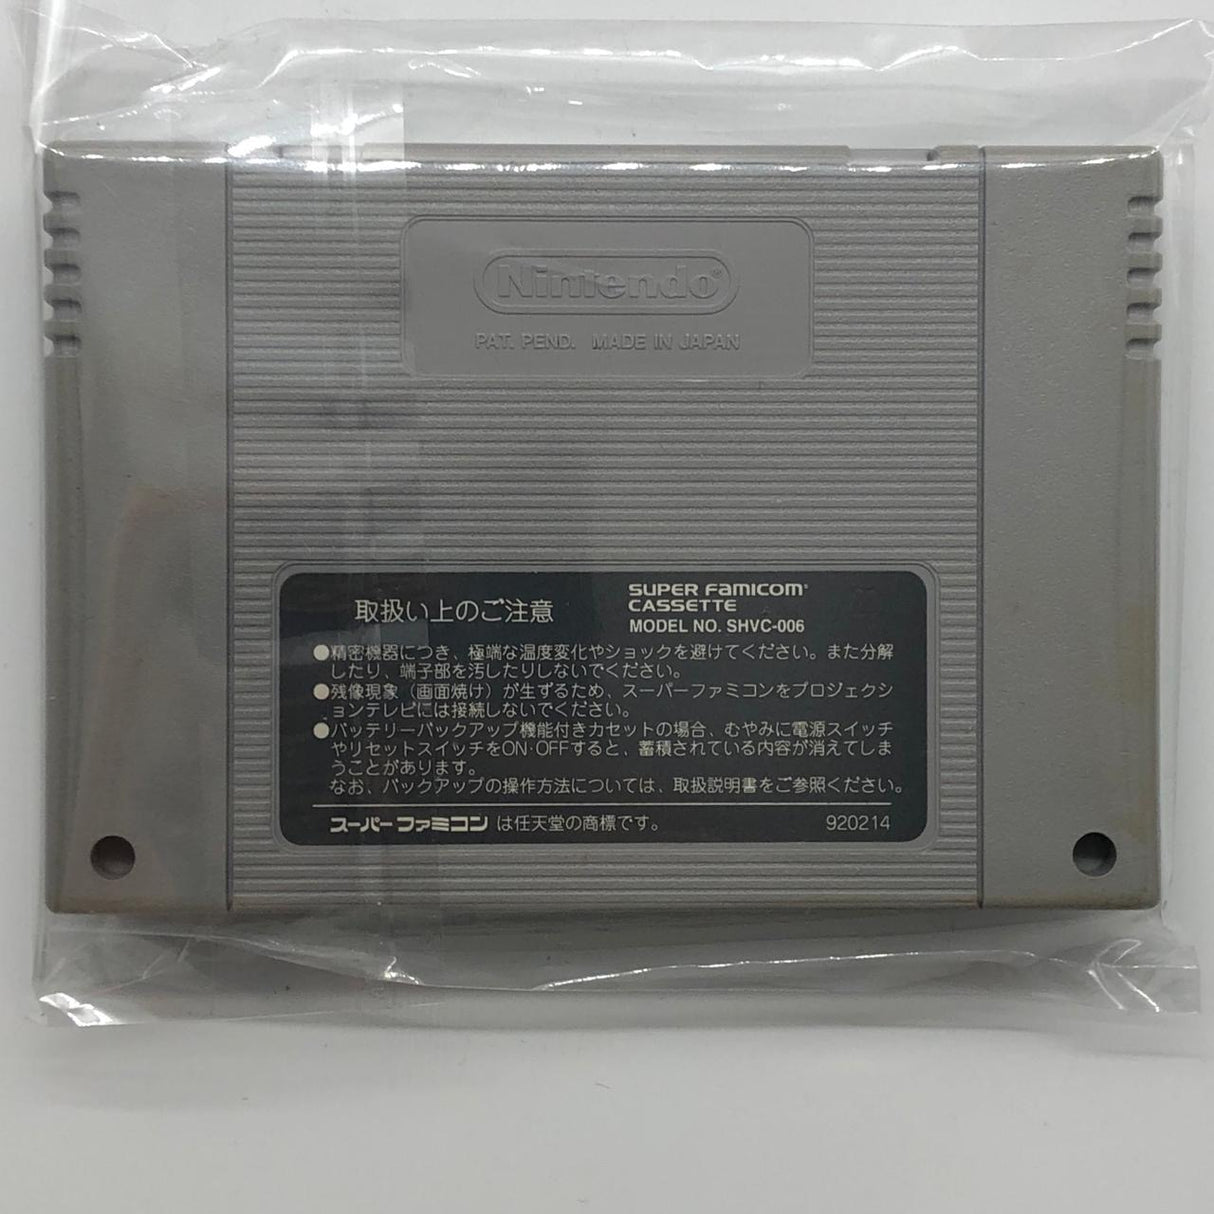 Nintendo®
PAT. PEND. MADE IN JAPAN
取扱い上のご注意
SUPER FAMICOM
CASSETTE
MODEL NO. SHVC-006
●精密機器につき、極端な温度変化やショックを避けてください。また分解
したり、端子部を汚したりしないでください。
●残像現象（画面焼け）が生ずるため、スーパーファミコンをプロジェクシ
ョンテレビには接続しないでください。
●バッテリーバックアップ機能付きカセットの場合、むやみに電源スイッチ
やリセットスイッチをON·OFFすると、蓄積されている内容が消えてしま
うことがあります。
なお、バックアップの操作方法については、取扱説明書をご参照ください。
スーパーファミコンは任天堂の商標です。
920214